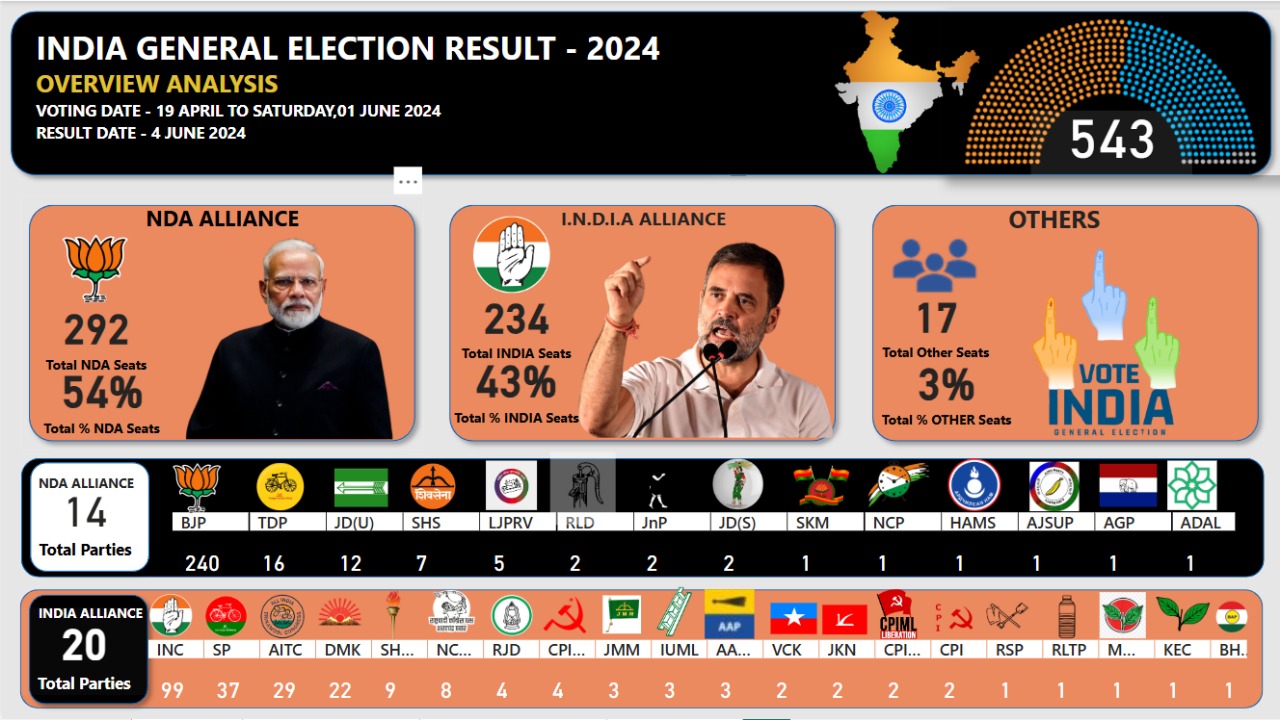 INDIA GENERAL ELECTION RESULT - 2024
OVERVIEW ANALYSIS
VOTING DATE - 19 APRIL TO SATURDAY,01 JUNE 2024
RESULT DATE - 4 JUNE 2024
543
...
NDA ALLIANCE
292
Total NDA Seats
54%
Total % NDA Seats
I.N.D.I.A ALLIANCE
234
Total INDIA Seats
43%
Total % INDIA Seats
OTHERS
17
Total Other Seats
3%
Total % OTHER Seats
VOTE
INDIA
GENERAL ELECTION
NDA ALLIANCE
14
Total Parties
शिवसेना
BJP TDP JD(U) SHS LJPRV RLD JnP JD(S) SKM NCP HAMS AJSUP AGP ADAL
240 16 12 7 5 2 2 2 1 1 1 1 1 1
INDIA ALLIANCE
20
Total Parties
JMM
AAP
CPIML
LIBERATION
CPI
BAP
INC SP AITC DMK SH... NC... RJD CPI... JMM IUML AA... VCK JKN CPI... CPI RSP RLTP M... KEC BH..
99 37 29 22 9 8 4 4 3 3 3 2 2 2 2 1 1 1 1 1